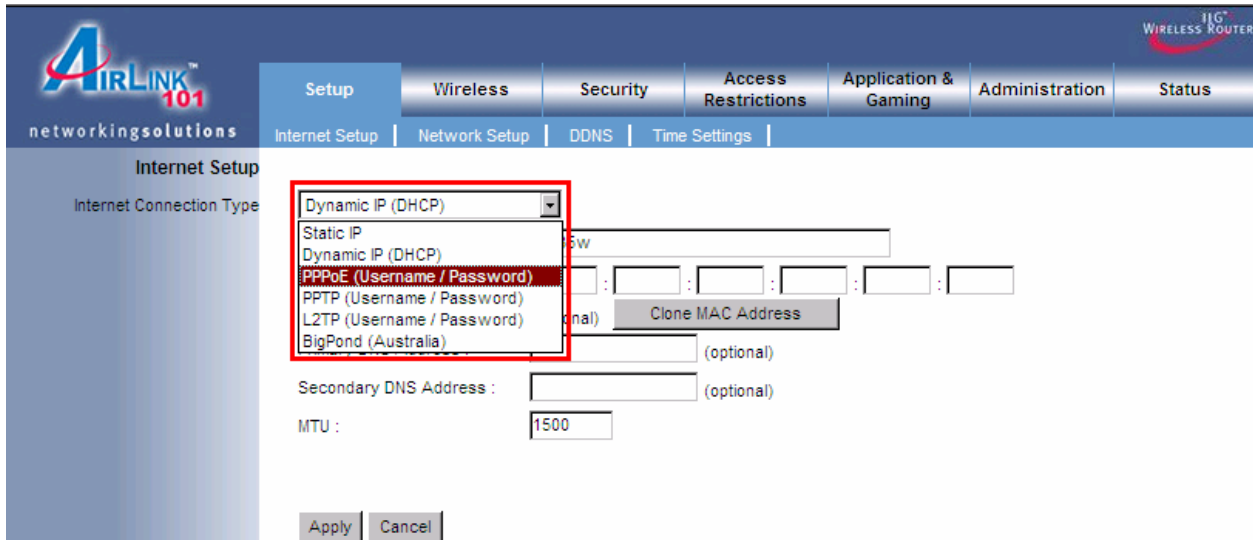 11G
WIRELESS ROUTER
AIRLINK™
101
networkingsolutions
Setup
Wireless
Security
Access Restrictions
Application & Gaming
Administration
Status
Internet Setup
Network Setup
DDNS
Time Settings
Internet Setup
Internet Connection Type
Dynamic IP (DHCP)
Static IP
Dynamic IP (DHCP)
PPPoE (Username / Password)
PPTP (Username / Password)
L2TP (Username / Password)
BigPond (Australia)
: : : : :
Clone MAC Address
(optional)
Secondary DNS Address :
(optional)
MTU :
1500
Apply
Cancel